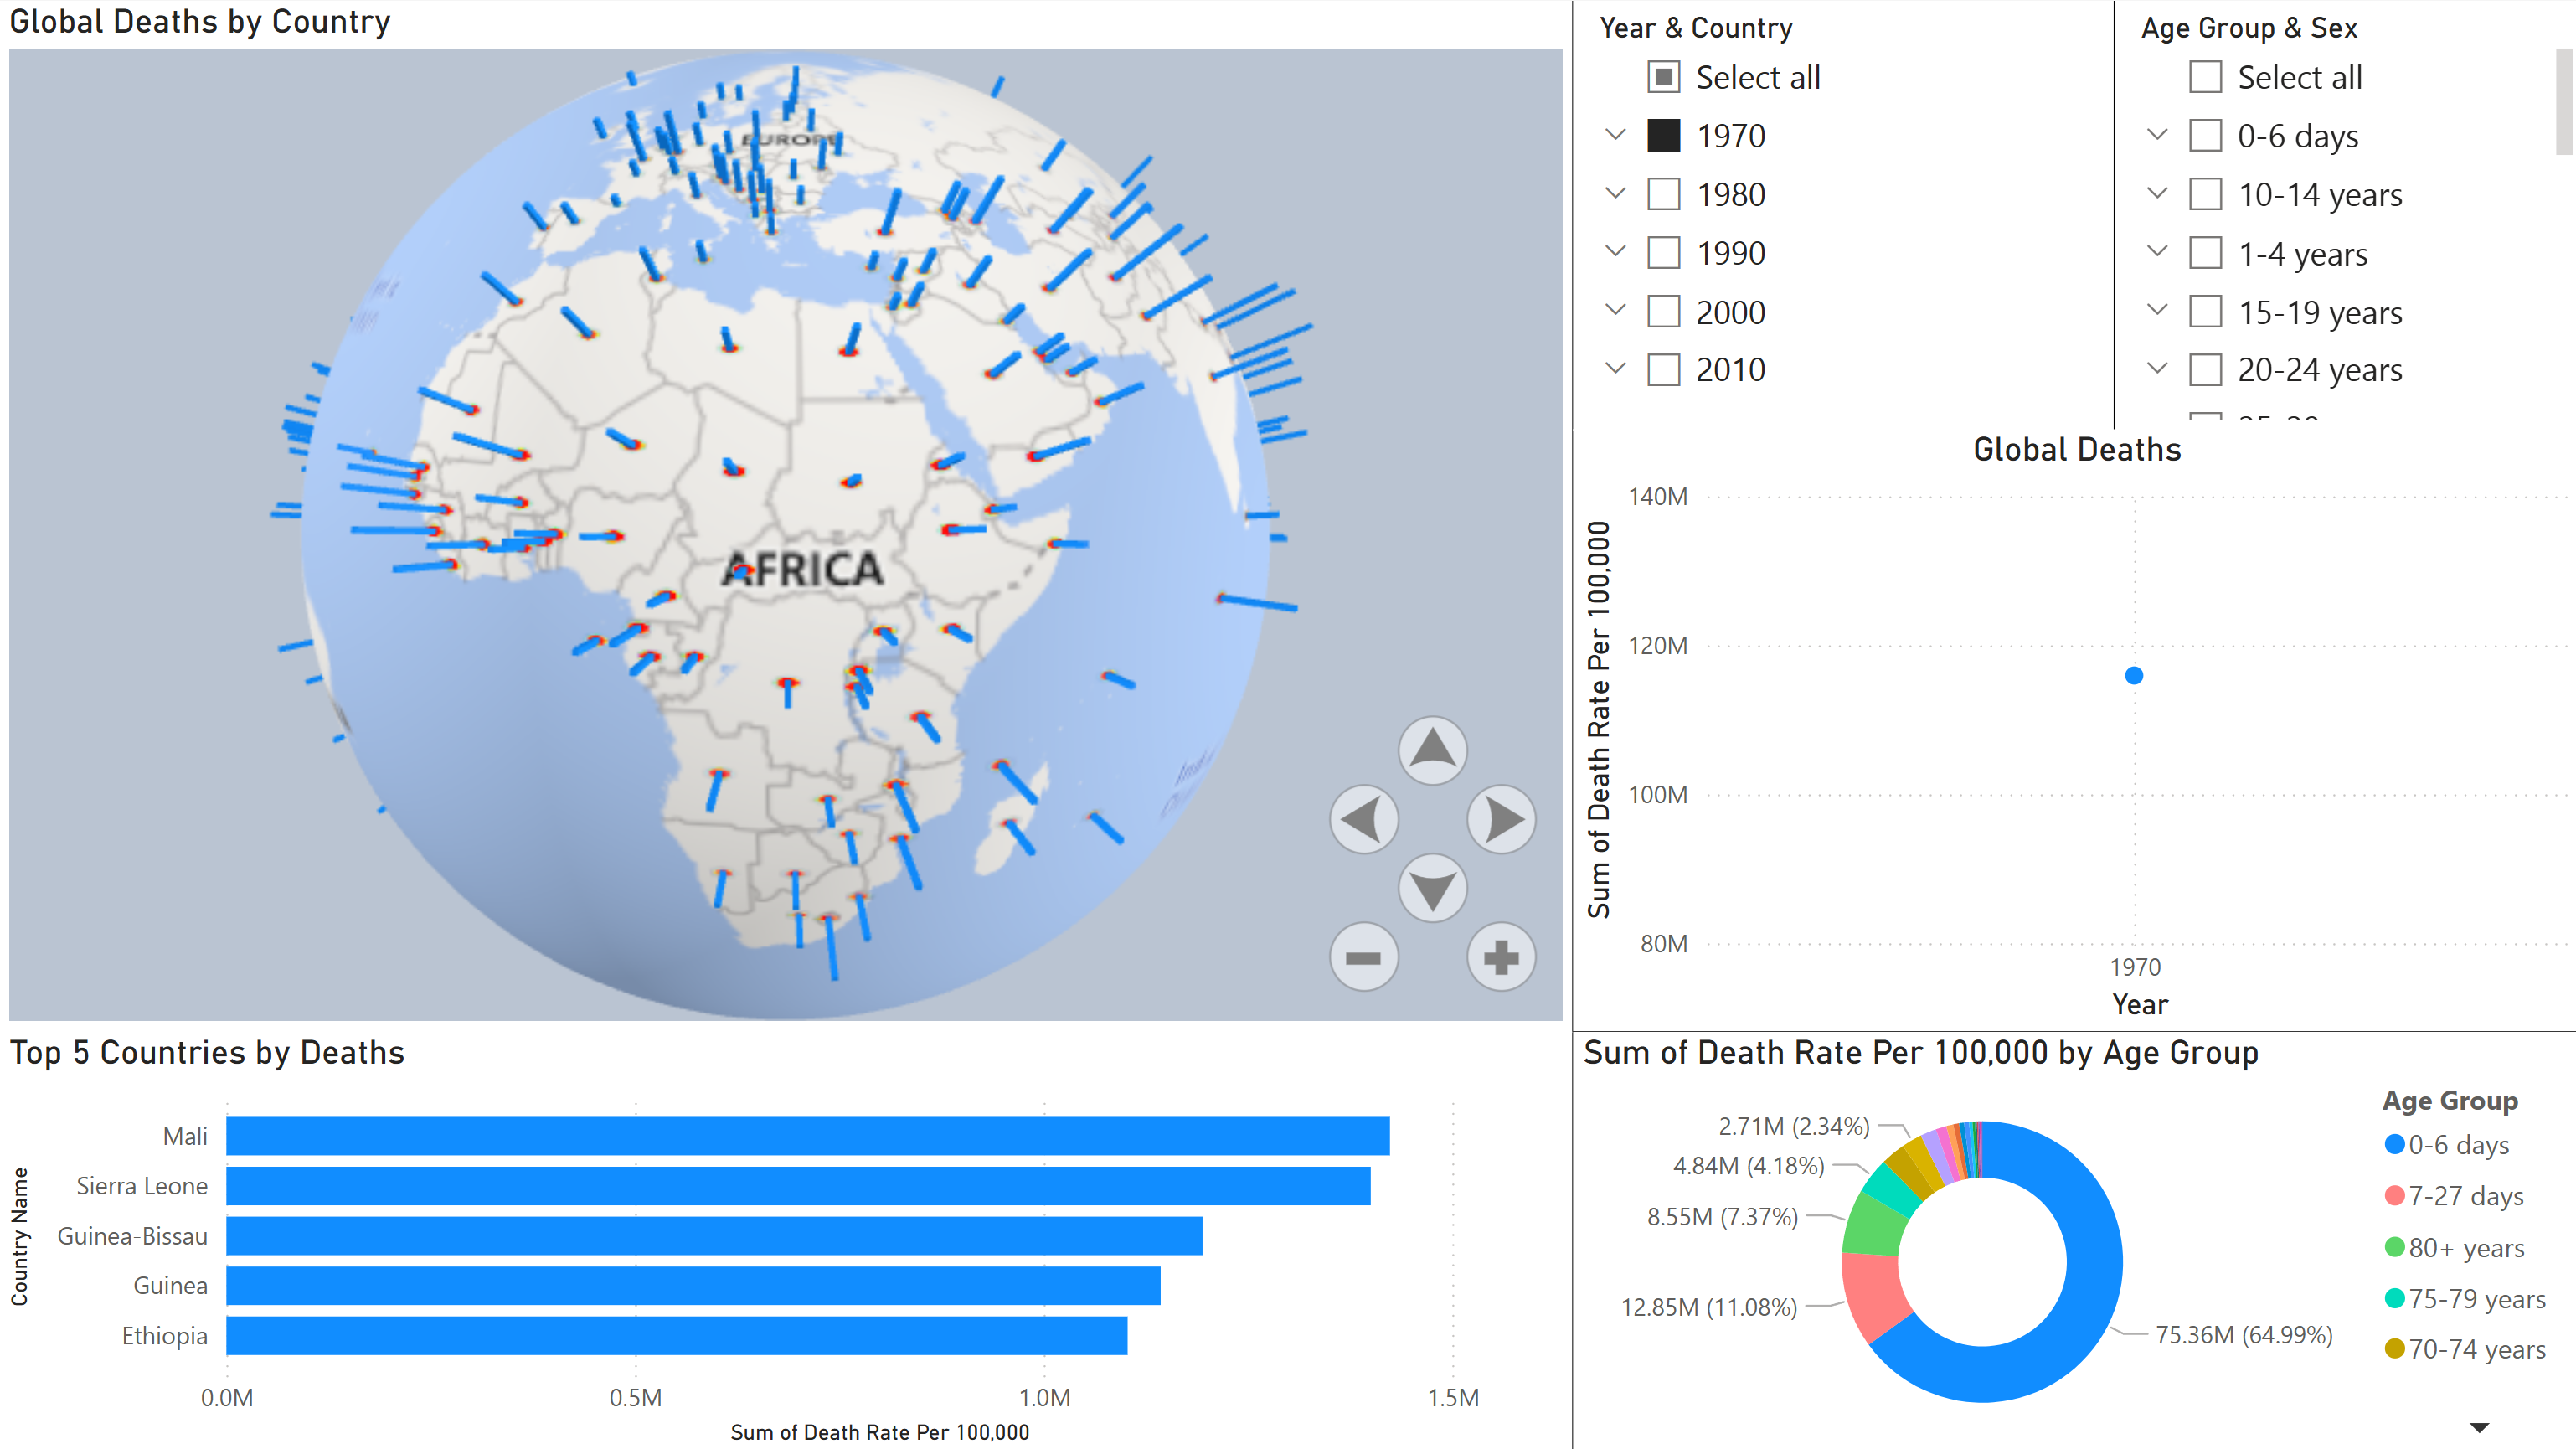 Global Deaths by Country
EUROPE
AFRICA
Year & Country
Select all
1970
1980
1990
2000
2010
Age Group & Sex
Select all
0-6 days
10-14 years
1-4 years
15-19 years
20-24 years
Global Deaths
Sum of Death Rate Per 100,000
140M
120M
100M
80M
1970
Year
Top 5 Countries by Deaths
Country Name
Mali
Sierra Leone
Guinea-Bissau
Guinea
Ethiopia
0.0M
0.5M
1.0M
1.5M
Sum of Death Rate Per 100,000
Sum of Death Rate Per 100,000 by Age Group
2.71M (2.34%)
4.84M (4.18%)
8.55M (7.37%)
12.85M (11.08%)
75.36M (64.99%)
Age Group
0-6 days
7-27 days
80+ years
75-79 years
70-74 years